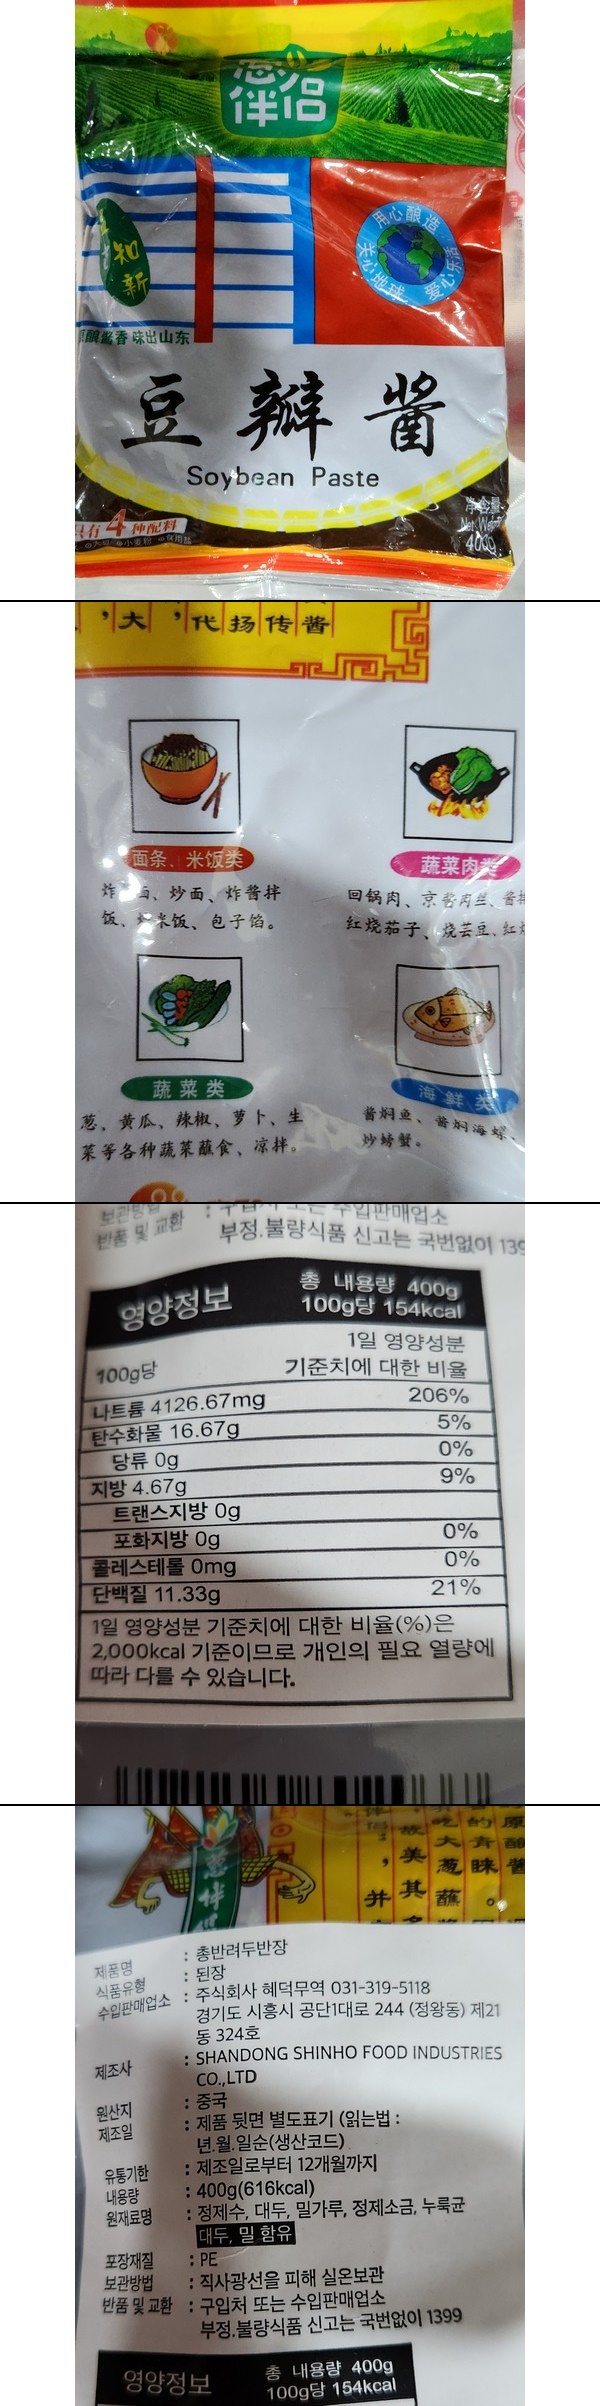 葱伴侣
知新
用心酿造
关心地球
爱心乐活
原酿酱香 味出山东
豆瓣酱
Soybean Paste
只有4种配料
净含量
Net Wt.
400g
，大，代扬传酱
面条、米饭类
蔬菜肉类
面、炒面、炸酱拌
饭、米饭、包子馅。
回锅肉、京酱肉丝、酱
红烧茄子、烧芸豆、红
蔬菜类
海鲜类
葱、黄瓜、辣椒、萝卜、生
菜等各种蔬菜蘸食、凉拌。
酱焖鱼、酱焖海螺、
炒螃蟹。
보관방법 : 구입처 또는 수입판매업소
반품 및 교환 부정.불량식품 신고는 국번없이 139
영양정보
총 내용량 400g
100g당 154kcal
1일 영양성분
100g당 기준치에 대한 비율
나트륨 4126.67mg 206%
탄수화물 16.67g 5%
당류 0g 0%
지방 4.67g 9%
트랜스지방 0g
포화지방 0g 0%
콜레스테롤 0mg 0%
단백질 11.33g 21%
1일 영양성분 기준치에 대한 비율(%)은
2,000kcal 기준이므로 개인의 필요 열량에
따라 다를 수 있습니다.
제품명 : 총반려두반장
식품유형 : 된장
수입판매업소 : 주식회사 혜덕무역 031-319-5118
경기도 시흥시 공단1대로 244 (정왕동) 제21
동 324호
제조사 : SHANDONG SHINHO FOOD INDUSTRIES
CO.,LTD
원산지 : 중국
제조일 : 제품 뒷면 별도표기 (읽는법 :
년.월.일순(생산코드)
유통기한 : 제조일로부터 12개월까지
내용량 : 400g(616kcal)
원재료명 : 정제수, 대두, 밀가루, 정제소금, 누룩균
대두, 밀 함유
포장재질 : PE
보관방법 : 직사광선을 피해 실온보관
반품 및 교환 : 구입처 또는 수입판매업소
부정.불량식품 신고는 국번없이 1399
영양정보
총 내용량 400g
100g당 154kcal